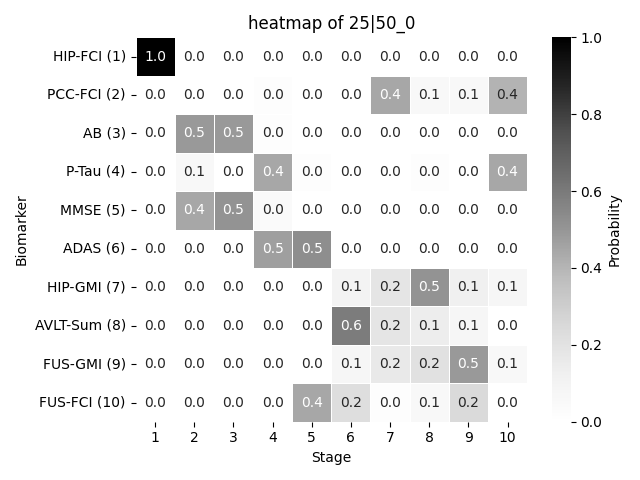 heatmap of 25|50_0
HIP-FCI (1) 1.0 0.0 0.0 0.0 0.0 0.0 0.0 0.0 0.0 0.0
PCC-FCI (2) 0.0 0.0 0.0 0.0 0.0 0.0 0.4 0.1 0.1 0.4
AB (3) 0.0 0.5 0.5 0.0 0.0 0.0 0.0 0.0 0.0 0.0
P-Tau (4) 0.0 0.1 0.0 0.4 0.0 0.0 0.0 0.0 0.0 0.4
MMSE (5) 0.0 0.4 0.5 0.0 0.0 0.0 0.0 0.0 0.0 0.0
ADAS (6) 0.0 0.0 0.0 0.5 0.5 0.0 0.0 0.0 0.0 0.0
HIP-GMI (7) 0.0 0.0 0.0 0.0 0.0 0.1 0.2 0.5 0.1 0.1
AVLT-Sum (8) 0.0 0.0 0.0 0.0 0.0 0.6 0.2 0.1 0.1 0.0
FUS-GMI (9) 0.0 0.0 0.0 0.0 0.0 0.1 0.2 0.2 0.5 0.1
FUS-FCI (10) 0.0 0.0 0.0 0.0 0.4 0.2 0.0 0.1 0.2 0.0
1 2 3 4 5 6 7 8 9 10
Stage
Biomarker
1.0
0.8
0.6
0.4
0.2
0.0
Probability